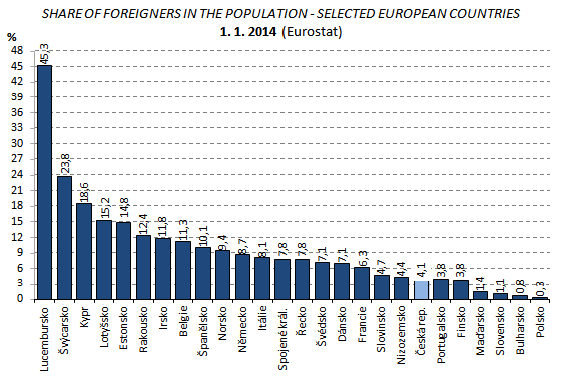 SHARE OF FOREIGNERS IN THE POPULATION - SELECTED EUROPEAN COUNTRIES
1. 1. 2014 (Eurostat)
%
48
45
42
39
36
33
30
27
24
21
18
15
12
9
6
3
0
45,3
23,8
18,6
15,2
14,8
12,4
11,8
11,3
10,1
9,4
8,7
8,1
7,8
7,8
7,1
7,1
6,3
4,7
4,4
4,1
3,8
3,8
1,4
1,1
0,8
0,3
Lucembursko
Švýcarsko
Kypr
Lotyšsko
Estonsko
Rakousko
Irsko
Belgie
Španělsko
Norsko
Německo
Itálie
Spojené král.
Řecko
Švédsko
Dánsko
Francie
Slovinsko
Nizozemsko
Česká rep.
Portugalsko
Finsko
Maďarsko
Slovensko
Bulharsko
Polsko